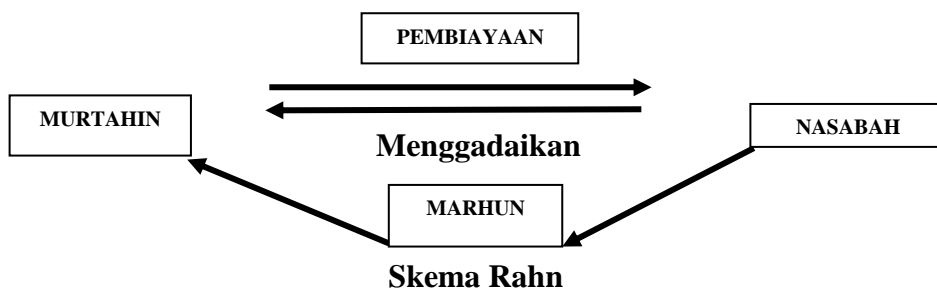 PEMBIAYAAN
MURTAHIN
NASABAH
Menggadaikan
MARHUN
Skema Rahn